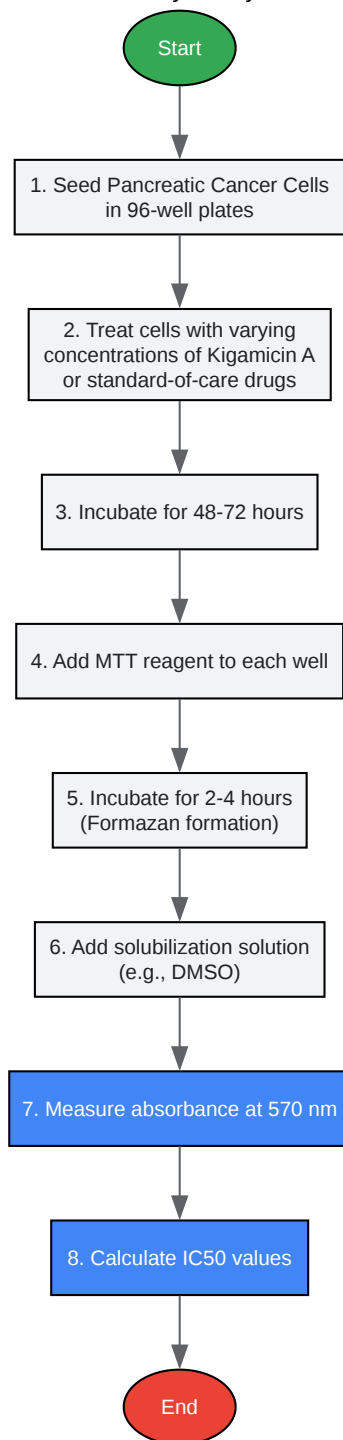 Start
1. Seed Pancreatic Cancer Cells
in 96-well plates
2. Treat cells with varying
concentrations of Kigamicin A
or standard-of-care drugs
3. Incubate for 48-72 hours
4. Add MTT reagent to each well
5. Incubate for 2-4 hours
(Formazan formation)
6. Add solubilization solution
(e.g., DMSO)
7. Measure absorbance at 570 nm
8. Calculate IC50 values
End